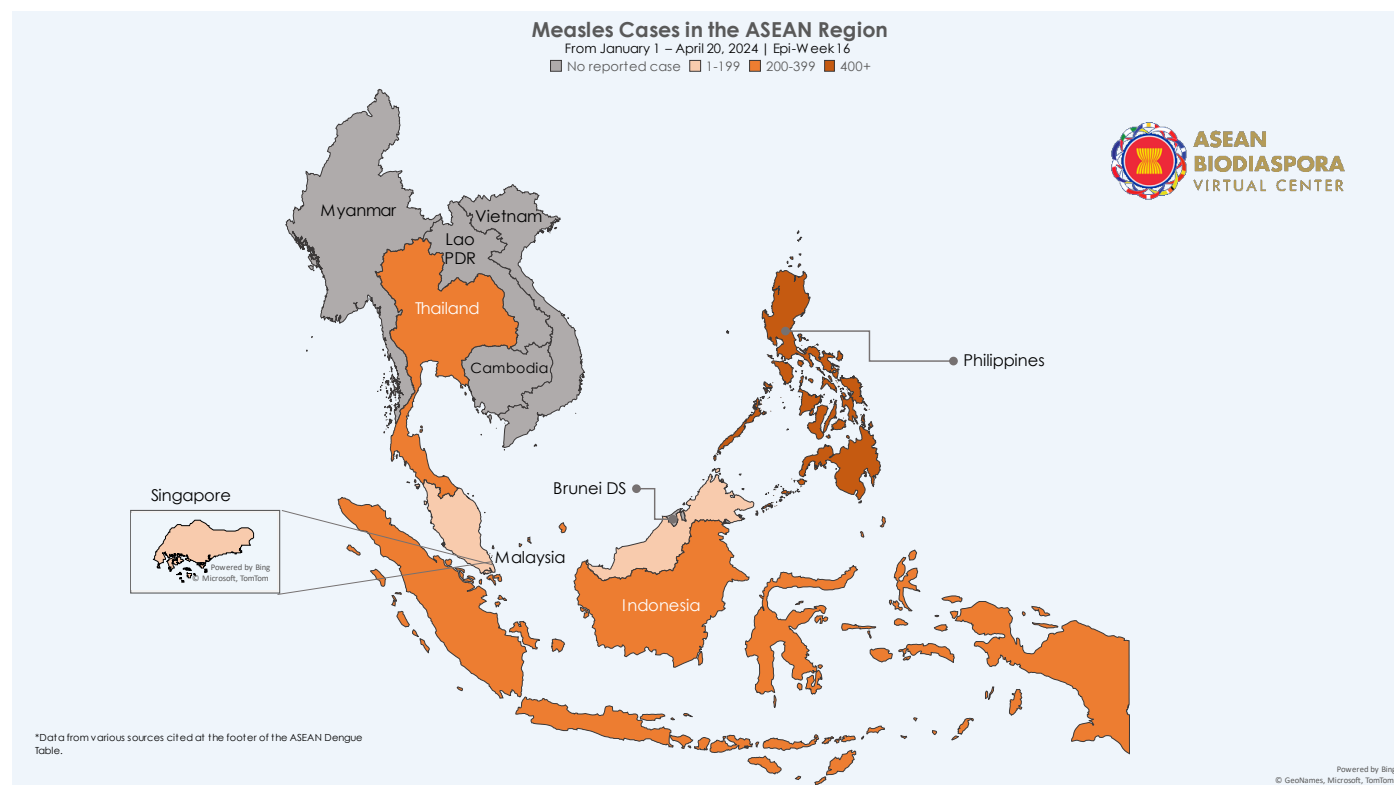 Measles Cases in the ASEAN Region
From January 1 – April 20, 2024 | Epi-Week 16
No reported case 1-199 200-399 400+
ASEAN
BIODIASPORA
VIRTUAL CENTER
Myanmar
Vietnam
Lao
PDR
Thailand
Cambodia
Philippines
Brunei DS
Singapore
Powered by Bing
© Microsoft, TomTom
Malaysia
Indonesia
*Data from various sources cited at the footer of the ASEAN Dengue
Table.
Powered by Bing
© GeoNames, Microsoft, TomTom